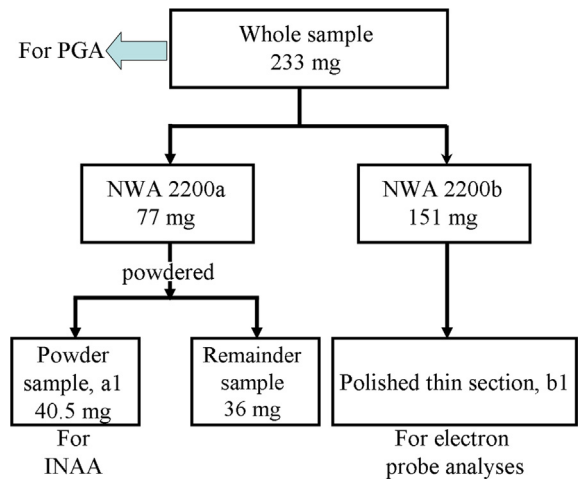 For PGA
Whole sample
233 mg
NWA 2200a
77 mg
NWA 2200b
151 mg
powdered
Powder
sample, a1
40.5 mg
Remainder
sample
36 mg
Polished thin section, b1
For
INAA
For electron
probe analyses